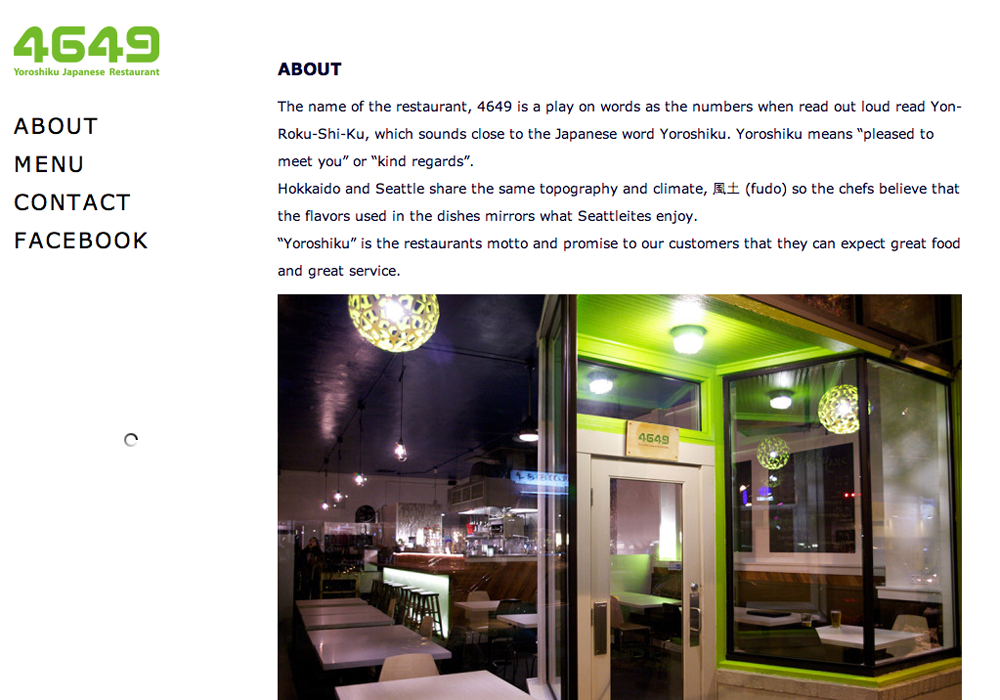 4649
Yoroshiku Japanese Restaurant
ABOUT
MENU
CONTACT
FACEBOOK
ABOUT
The name of the restaurant, 4649 is a play on words as the numbers when read out loud read Yon-
Roku-Shi-Ku, which sounds close to the Japanese word Yoroshiku. Yoroshiku means “pleased to
meet you” or “kind regards”.
Hokkaido and Seattle share the same topography and climate, 風土 (fudo) so the chefs believe that
the flavors used in the dishes mirrors what Seattleites enjoy.
“Yoroshiku” is the restaurants motto and promise to our customers that they can expect great food
and great service.
4649